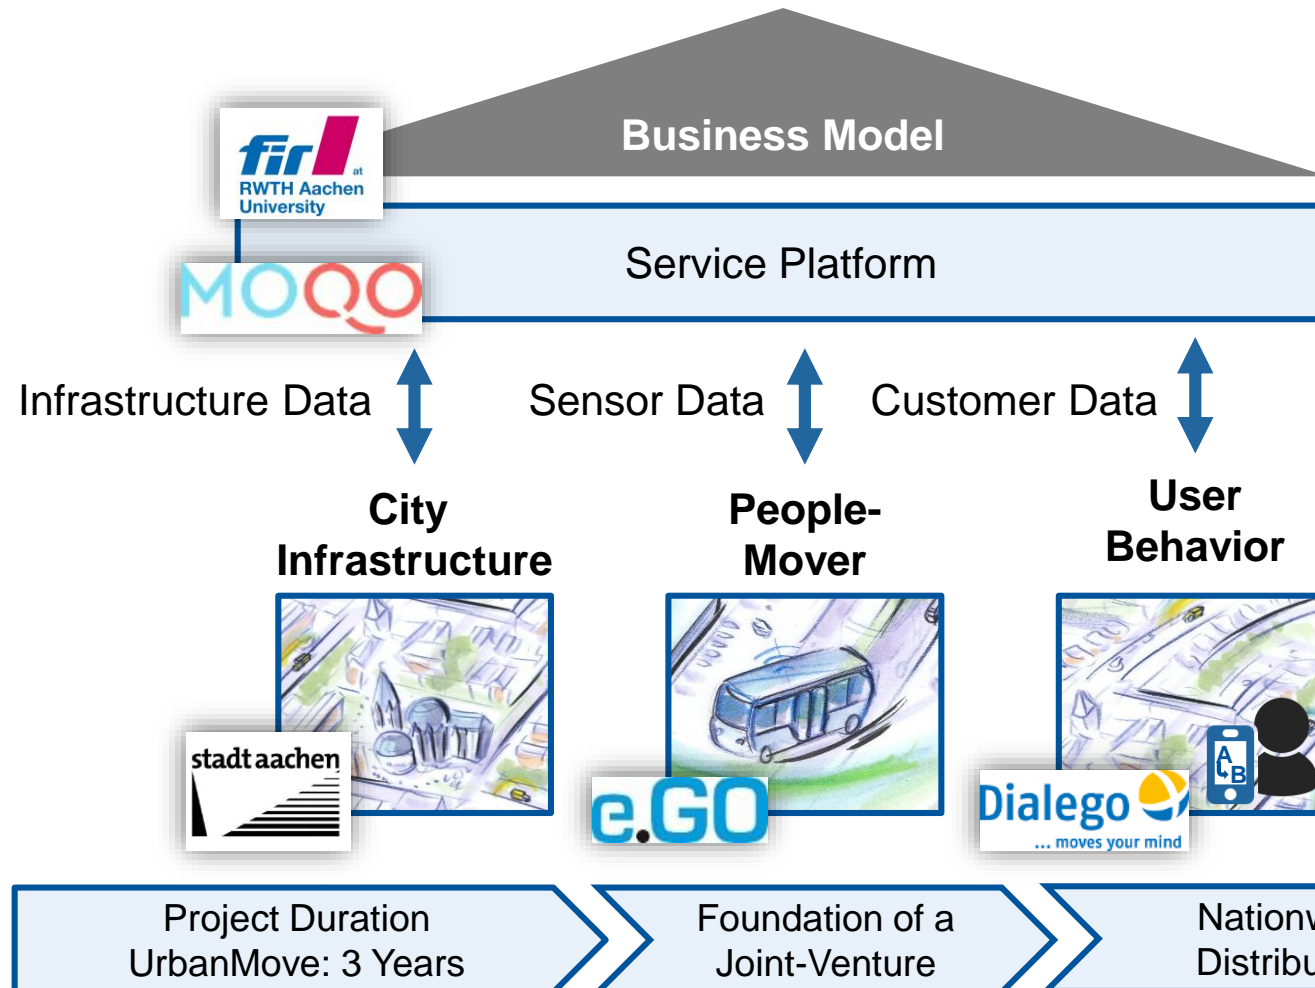 Business Model
fir
at
RWTH Aachen
University
Service Platform
MOQO
Infrastructure Data
Sensor Data
Customer Data
City
Infrastructure
People-
Mover
User
Behavior
stadt aachen
e.GO
Dialego
... moves your mind
A
B
Project Duration
UrbanMove: 3 Years
Foundation of a
Joint-Venture